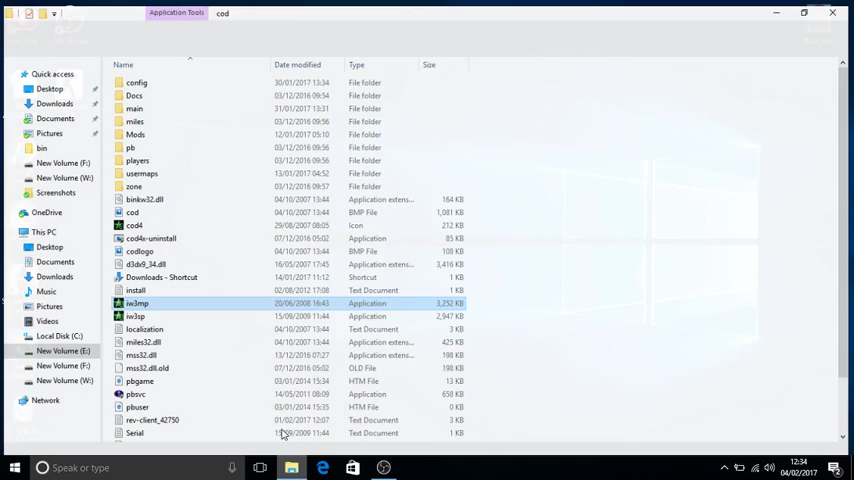 Application Tools cod
Name Date modified Type Size
Quick access
Desktop
Downloads
Documents
Pictures
bin
New Volume (F:)
New Volume (W:)
Screenshots
OneDrive
This PC
Desktop
Documents
Downloads
Music
Pictures
Videos
Local Disk (C:)
New Volume (E:)
New Volume (F:)
New Volume (W:)
Network
config 30/01/2017 13:34 File folder
Docs 03/12/2016 09:54 File folder
main 31/01/2017 13:31 File folder
miles 03/12/2016 09:56 File folder
Mods 12/01/2017 05:10 File folder
pb 03/12/2016 09:56 File folder
players 03/12/2016 09:56 File folder
usermaps 13/01/2017 04:52 File folder
zone 03/12/2016 09:57 File folder
binkw32.dll 04/10/2007 13:44 Application extens... 164 KB
cod 04/10/2007 13:44 BMP File 1,081 KB
cod4 29/08/2007 08:05 Icon 212 KB
cod4x-uninstall 07/12/2016 05:02 Application 85 KB
codlogo 04/10/2007 13:44 BMP File 108 KB
d3dx9_34.dll 16/05/2007 17:45 Application extens... 3,416 KB
Downloads - Shortcut 14/01/2017 11:12 Shortcut 1 KB
install 02/08/2012 17:08 Text Document 1 KB
iw3mp 20/06/2008 16:43 Application 3,252 KB
iw3sp 15/09/2009 11:44 Application 2,947 KB
localization 04/10/2007 13:44 Text Document 3 KB
miles32.dll 04/10/2007 13:44 Application extens... 425 KB
mss32.dll 13/12/2016 07:27 Application extens... 198 KB
mss32.dll.old 07/12/2016 05:02 OLD File 198 KB
pbgame 03/01/2014 15:34 HTM File 13 KB
pbsvc 14/05/2011 08:09 Application 658 KB
pbuser 03/01/2014 15:35 HTM File 0 KB
rev-client_42750 01/02/2017 12:07 Text Document 3 KB
Serial 15/09/2009 11:44 Text Document 1 KB
Speak or type
12:34
04/02/2017
2